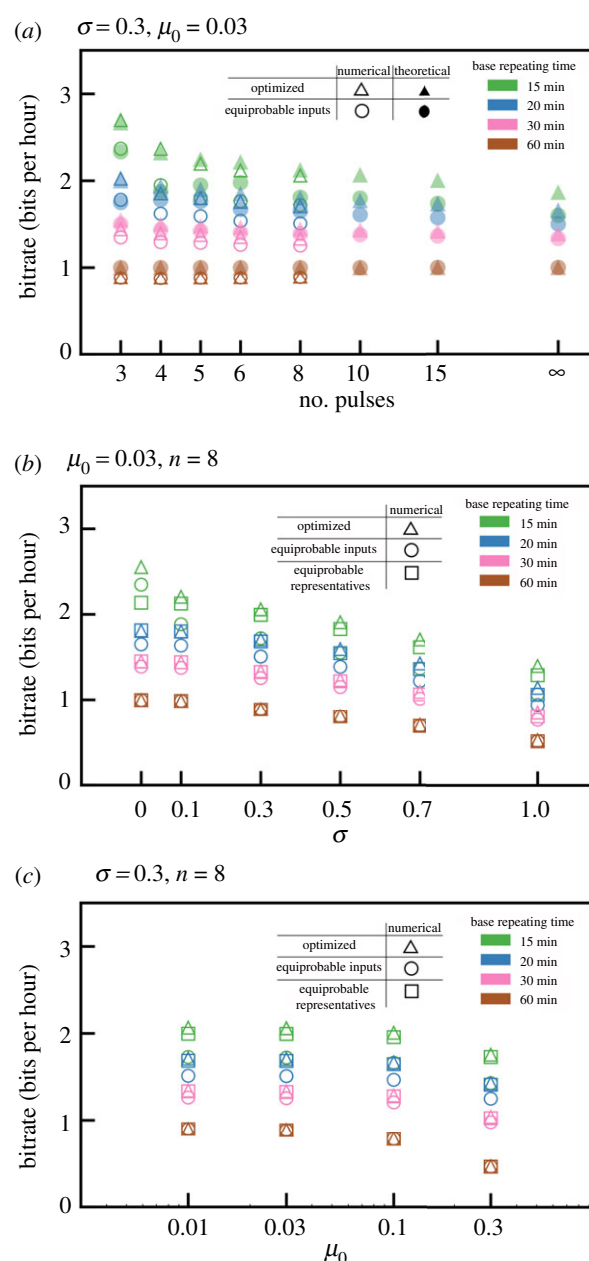 (a) σ = 0.3, μ0 = 0.03
numerical theoretical
optimized
equiprobable inputs
base repeating time
15 min
20 min
30 min
60 min
bitrate (bits per hour)
3
2
1
0
3 4 5 6 8 10 15 ∞
no. pulses
(b) μ0 = 0.03, n = 8
numerical
optimized
equiprobable inputs
equiprobable
representatives
base repeating time
15 min
20 min
30 min
60 min
bitrate (bits per hour)
3
2
1
0
0 0.1 0.3 0.5 0.7 1.0
σ
(c) σ = 0.3, n = 8
numerical
optimized
equiprobable inputs
equiprobable
representatives
base repeating time
15 min
20 min
30 min
60 min
bitrate (bits per hour)
3
2
1
0
0.01 0.03 0.1 0.3
μ0